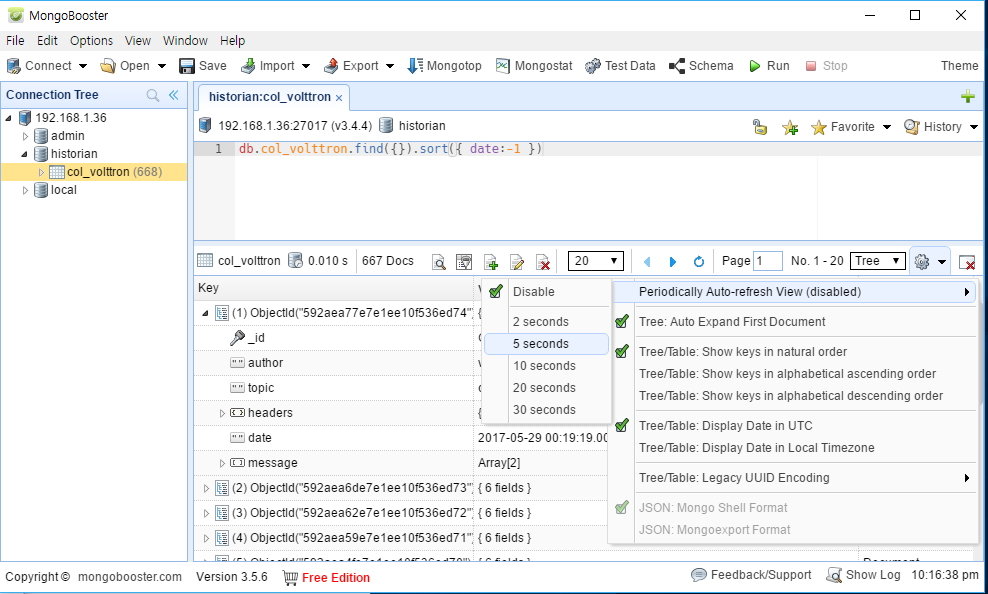 MongoBooster
File Edit Options View Window Help
Connect Open Save Import Export Mongotop Mongostat Test Data Schema Run Stop Theme
Connection Tree
192.168.1.36
admin
historian
col_volttron (668)
local
historian:col_volttron ×
192.168.1.36:27017 (v3.4.4) historian
Favorite History
1 db.col_volttron.find({}).sort({ date:-1 })
col_volttron 0.010 s 667 Docs 20 Page 1 No. 1 - 20 Tree
Key
(1) ObjectId("592aea77e7e1ee10f536ed74")
_id
author
topic
headers
date 2017-05-29 00:19:19.00
message Array[2]
(2) ObjectId("592aea6de7e1ee10f536ed73") { 6 fields }
(3) ObjectId("592aea62e7e1ee10f536ed72") { 6 fields }
(4) ObjectId("592aea59e7e1ee10f536ed71") { 6 fields }
Disable
2 seconds
5 seconds
10 seconds
20 seconds
30 seconds
Periodically Auto-refresh View (disabled)
Tree: Auto Expand First Document
Tree/Table: Show keys in natural order
Tree/Table: Show keys in alphabetical ascending order
Tree/Table: Show keys in alphabetical descending order
Tree/Table: Display Date in UTC
Tree/Table: Display Date in Local Timezone
Tree/Table: Legacy UUID Encoding
JSON: Mongo Shell Format
JSON: Mongoexport Format
Copyright © mongobooster.com Version 3.5.6 Free Edition Feedback/Support Show Log 10:16:38 pm